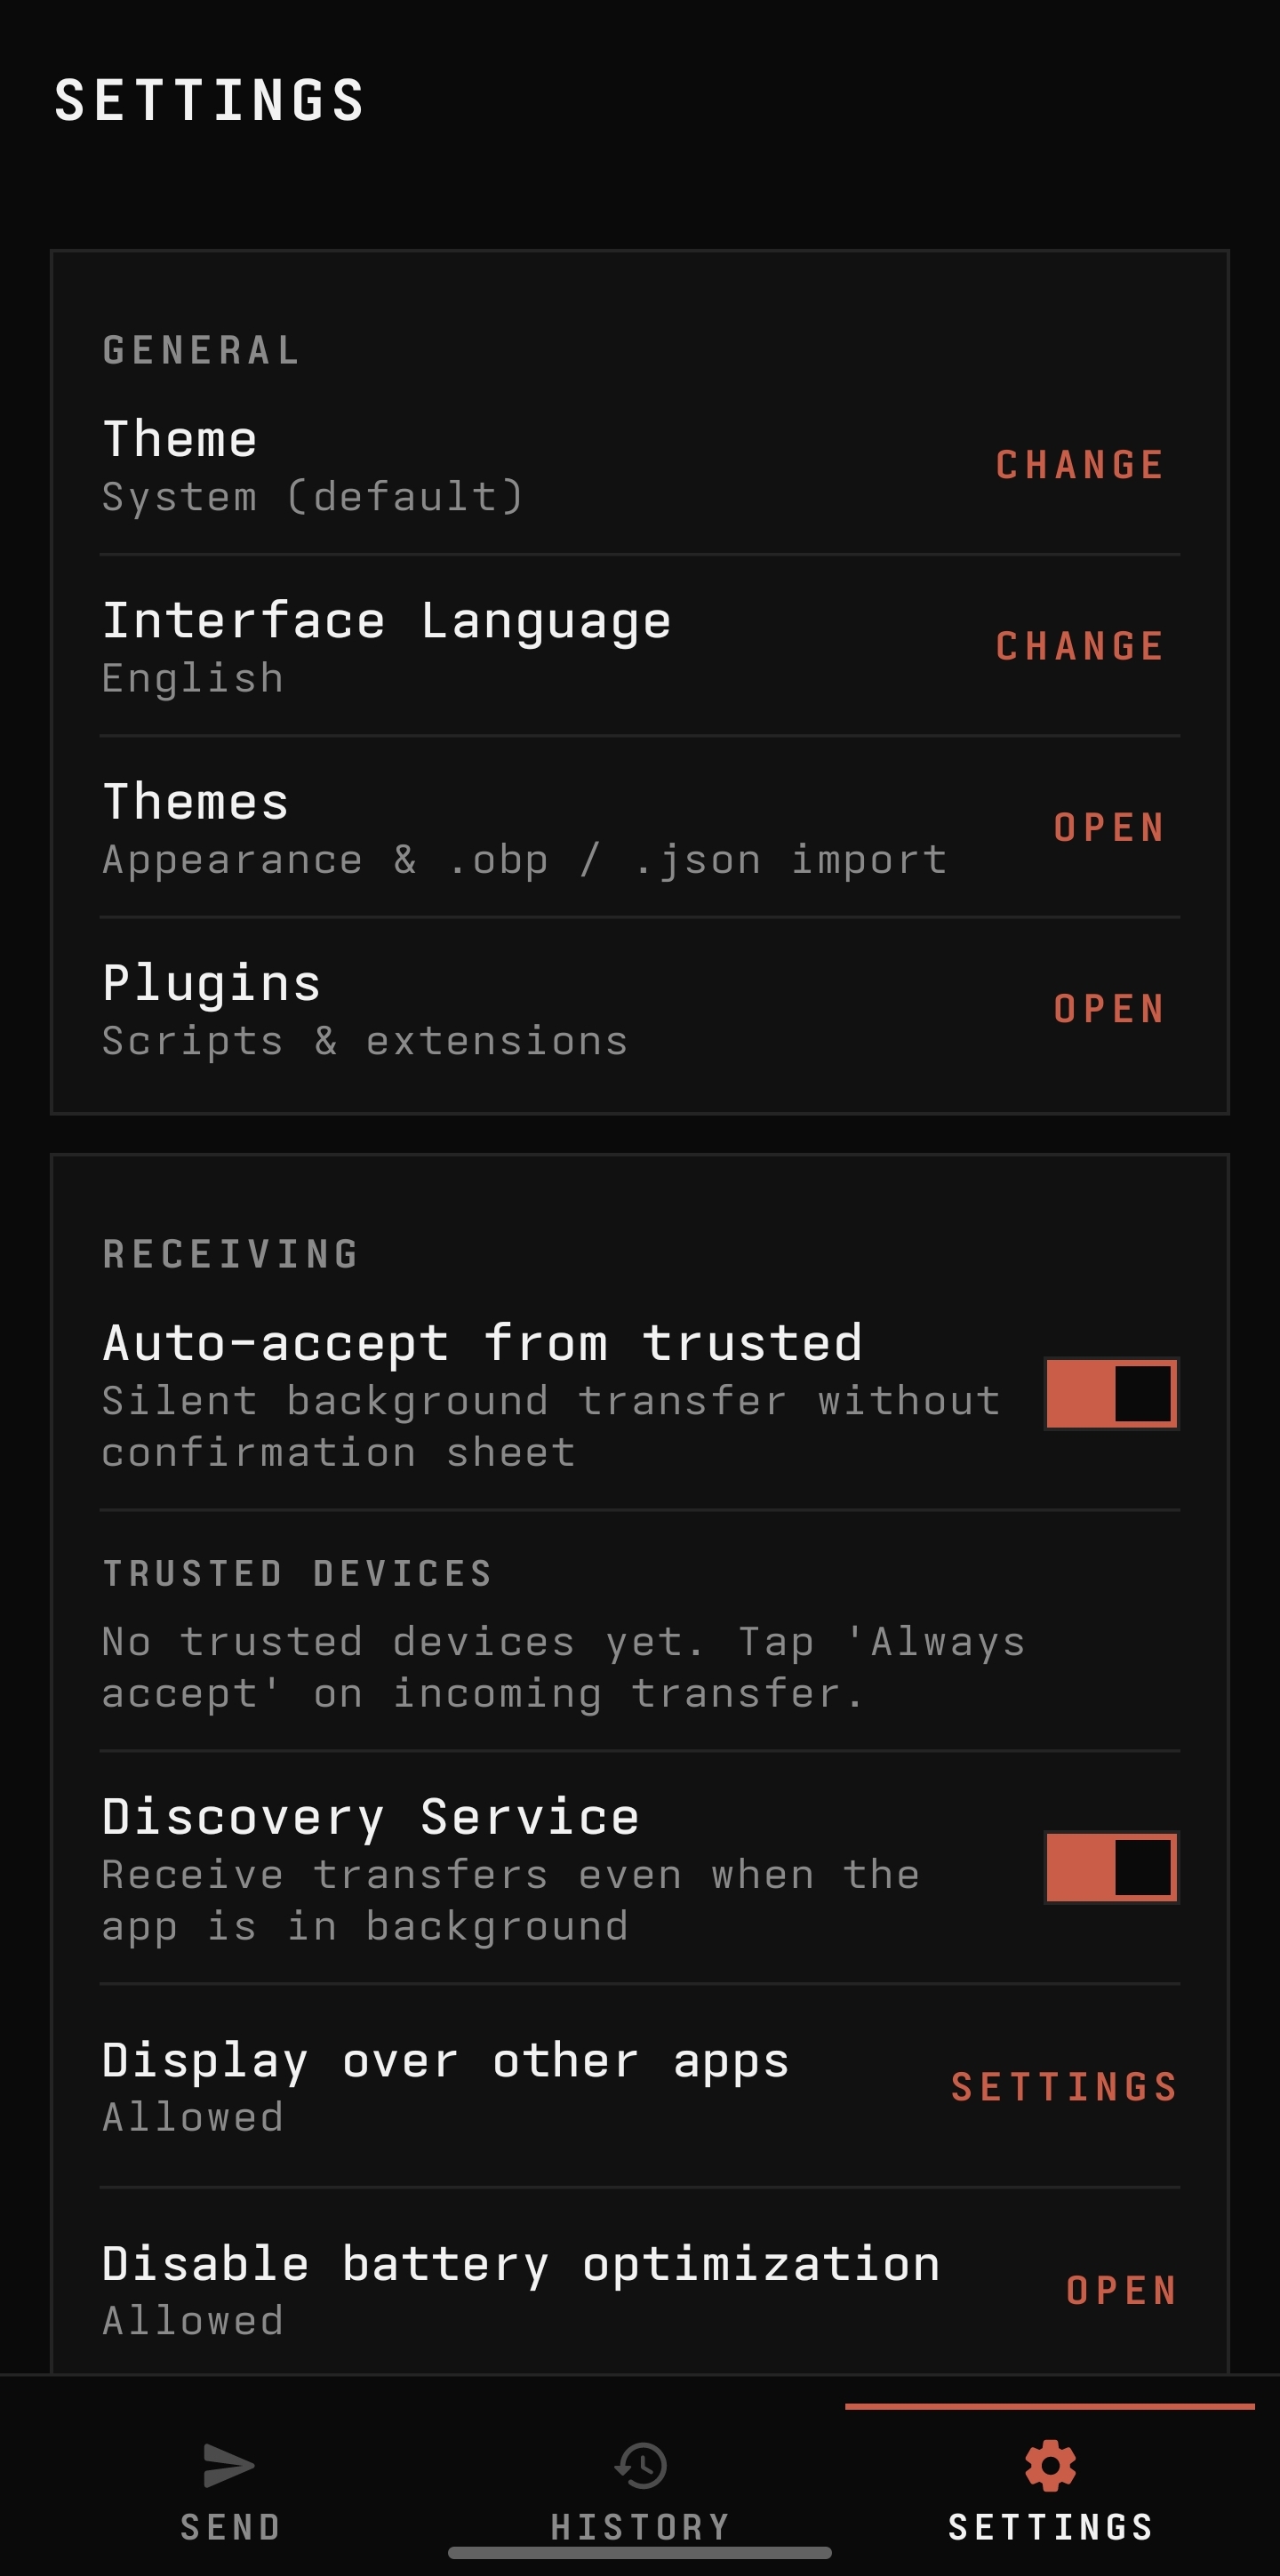 SETTINGS
GENERAL
Theme
System (default)
CHANGE
Interface Language
English
CHANGE
Themes
Appearance & .obp / .json import
OPEN
Plugins
Scripts & extensions
OPEN
RECEIVING
Auto-accept from trusted
Silent background transfer without
confirmation sheet
TRUSTED DEVICES
No trusted devices yet. Tap 'Always
accept' on incoming transfer.
Discovery Service
Receive transfers even when the
app is in background
Display over other apps
Allowed
SETTINGS
Disable battery optimization
Allowed
OPEN
SEND
HISTORY
SETTINGS